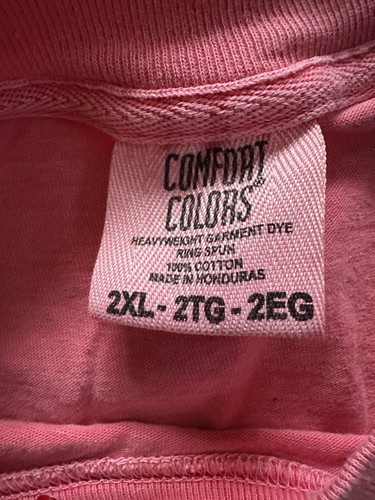 COMFORT
COLORS®
HEAVYWEIGHT GARMENT DYE
RING SPUN
100% COTTON
MADE IN HONDURAS
2XL - 2TG - 2EG